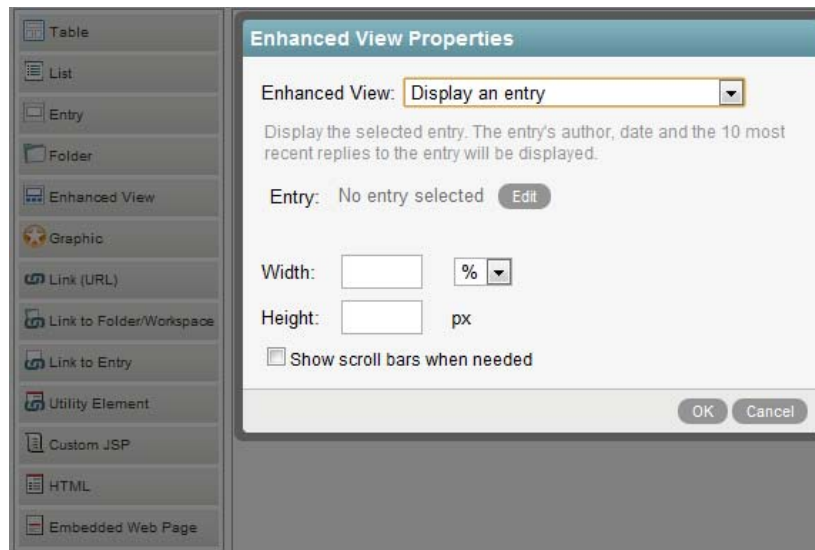 Table
List
Entry
Folder
Enhanced View
Graphic
Link (URL)
Link to Folder/Workspace
Link to Entry
Utility Element
Custom JSP
HTML
Embedded Web Page
Enhanced View Properties
Enhanced View: Display an entry
Display the selected entry. The entry's author, date and the 10 most
recent replies to the entry will be displayed.
Entry: No entry selected Edit
Width: %
Height: px
Show scroll bars when needed
OK Cancel